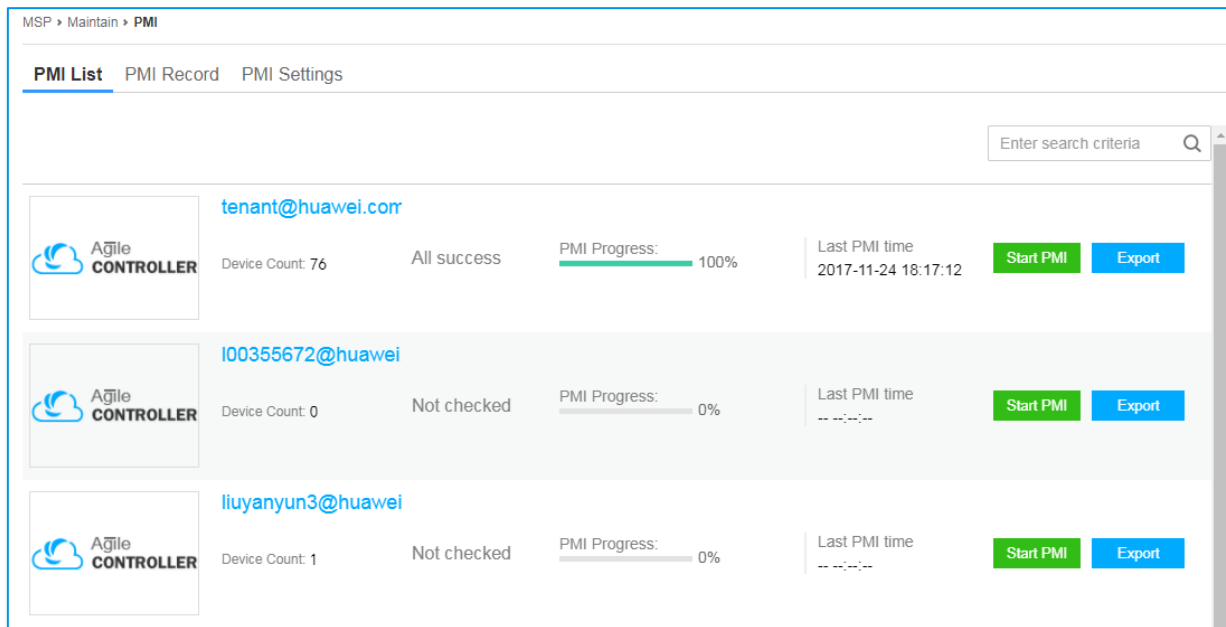 MSP › Maintain › PMI
PMI List PMI Record PMI Settings
Enter search criteria
tenant@huawei.com
Agile
CONTROLLER
Device Count: 76
All success
PMI Progress:
100%
Last PMI time
2017-11-24 18:17:12
Start PMI
Export
l00355672@huawei
Agile
CONTROLLER
Device Count: 0
Not checked
PMI Progress:
0%
Last PMI time
-- --:--:--
Start PMI
Export
liuyanyun3@huawei
Agile
CONTROLLER
Device Count: 1
Not checked
PMI Progress:
0%
Last PMI time
-- --:--:--
Start PMI
Export